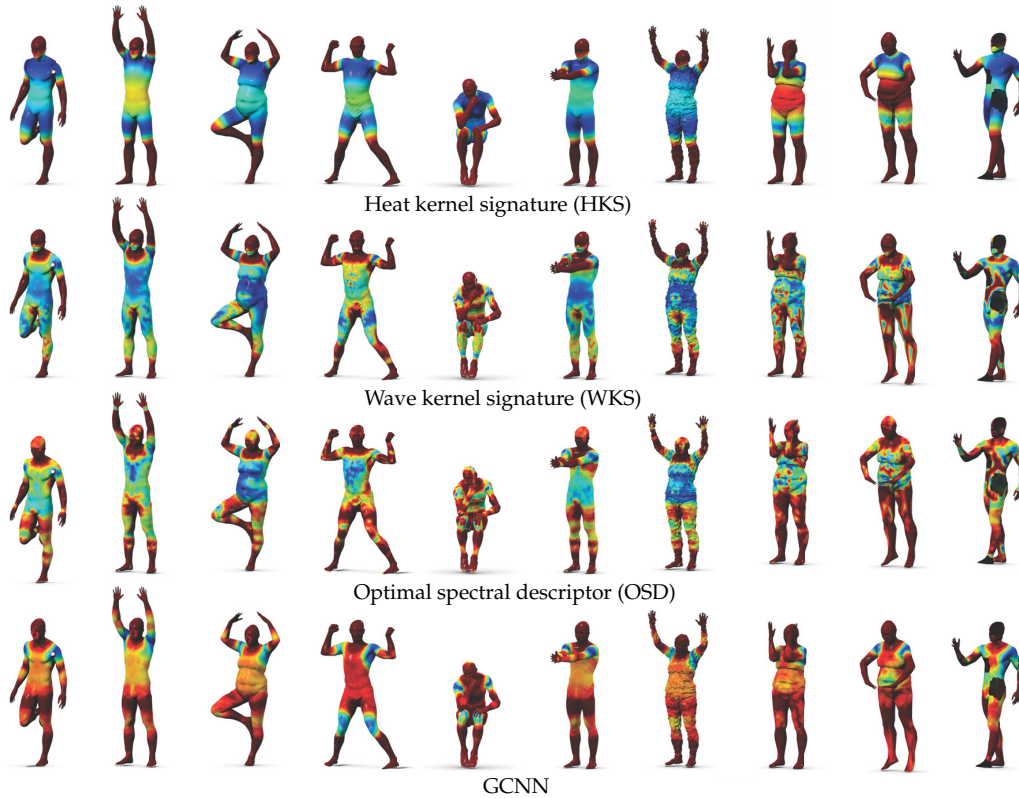 Heat kernel signature (HKS)
Wave kernel signature (WKS)
Optimal spectral descriptor (OSD)
GCNN